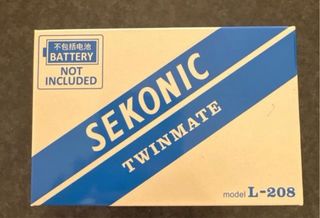 不包括电池
BATTERY
NOT
INCLUDED
SEKONIC
TWINMATE
model L-208